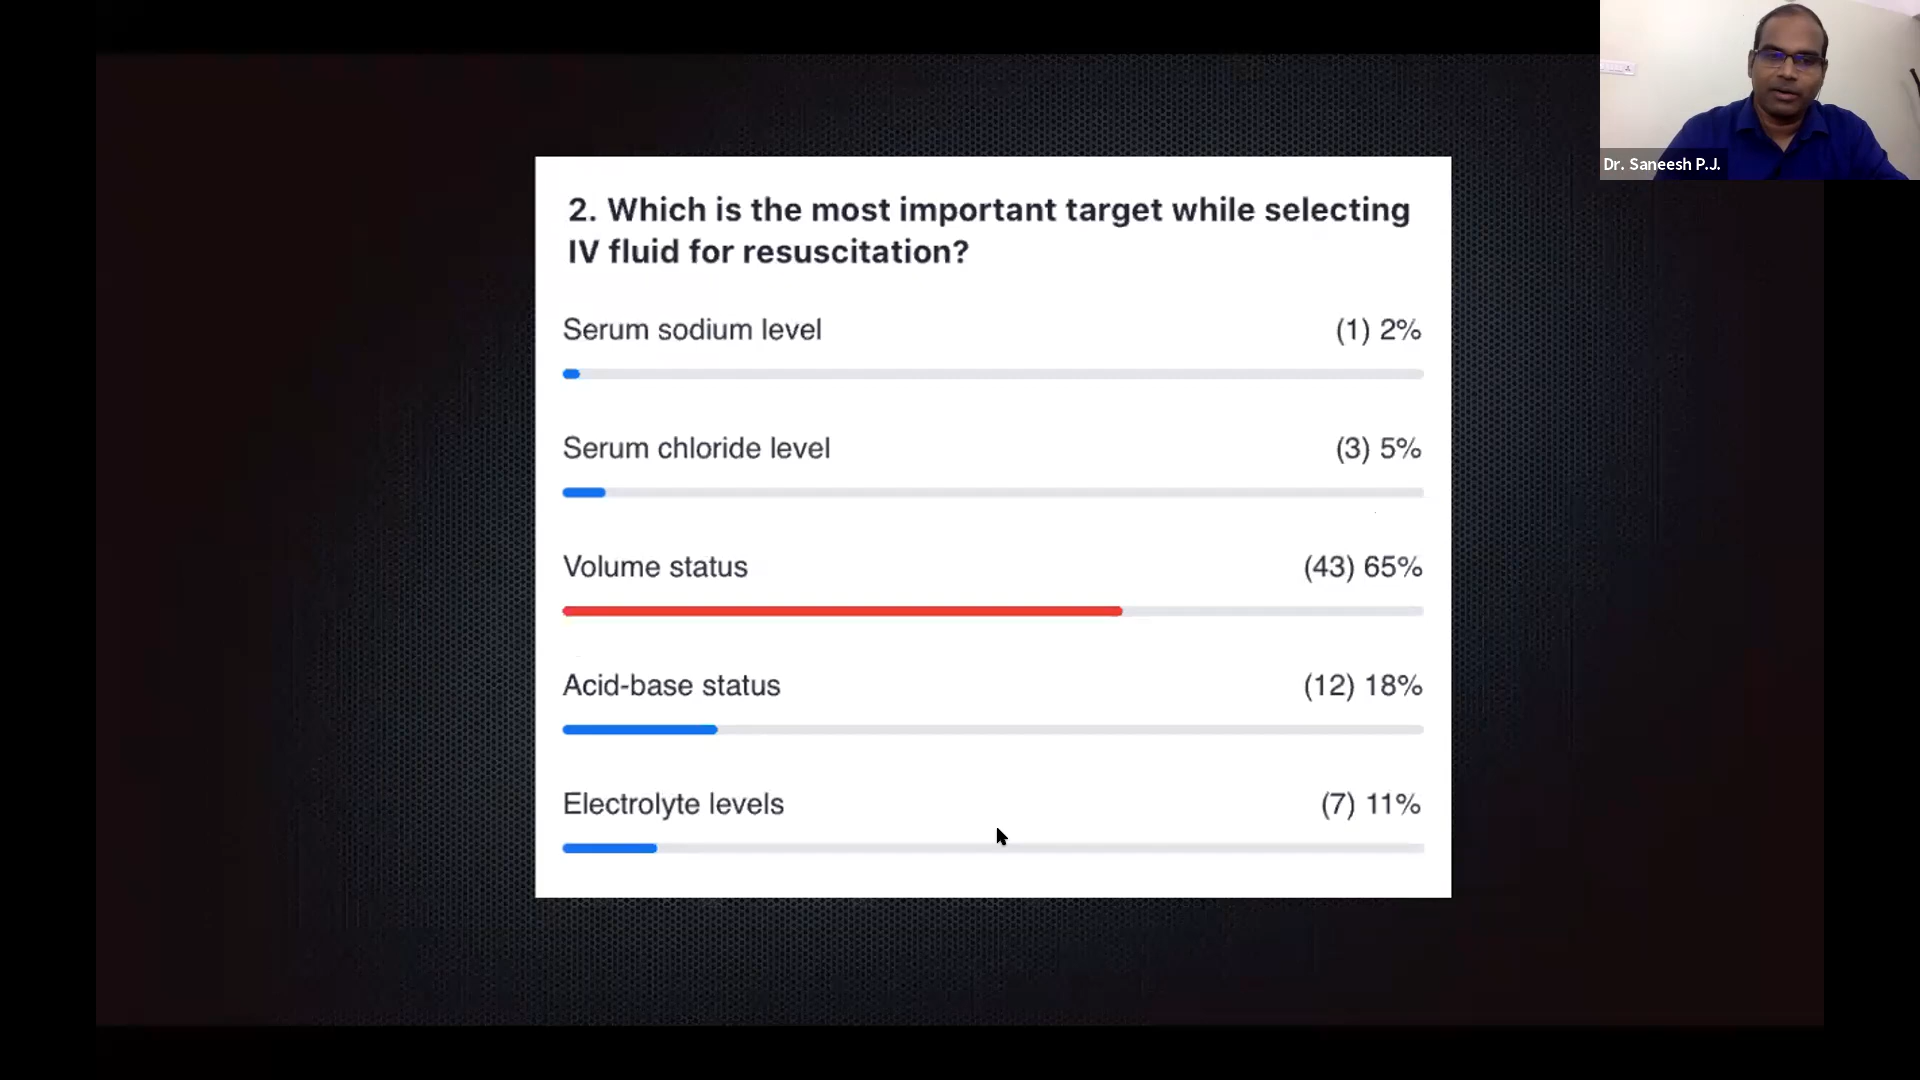 Dr. Saneesh P.J.
2. Which is the most important target while selecting
IV fluid for resuscitation?
Serum sodium level (1) 2%
Serum chloride level (3) 5%
Volume status (43) 65%
Acid-base status (12) 18%
Electrolyte levels (7) 11%